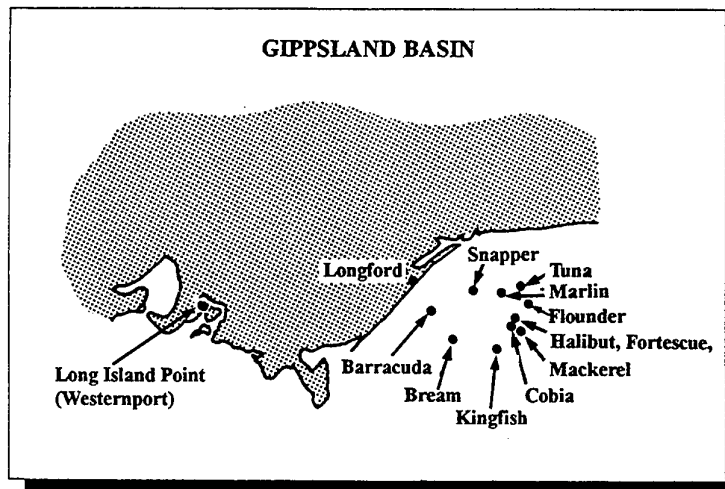 GIPPSLAND BASIN
Snapper
Longford
Tuna
Marlin
Flounder
Halibut, Fortescue,
Mackerel
Barracuda
Long Island Point
(Westernport)
Bream
Cobia
Kingfish